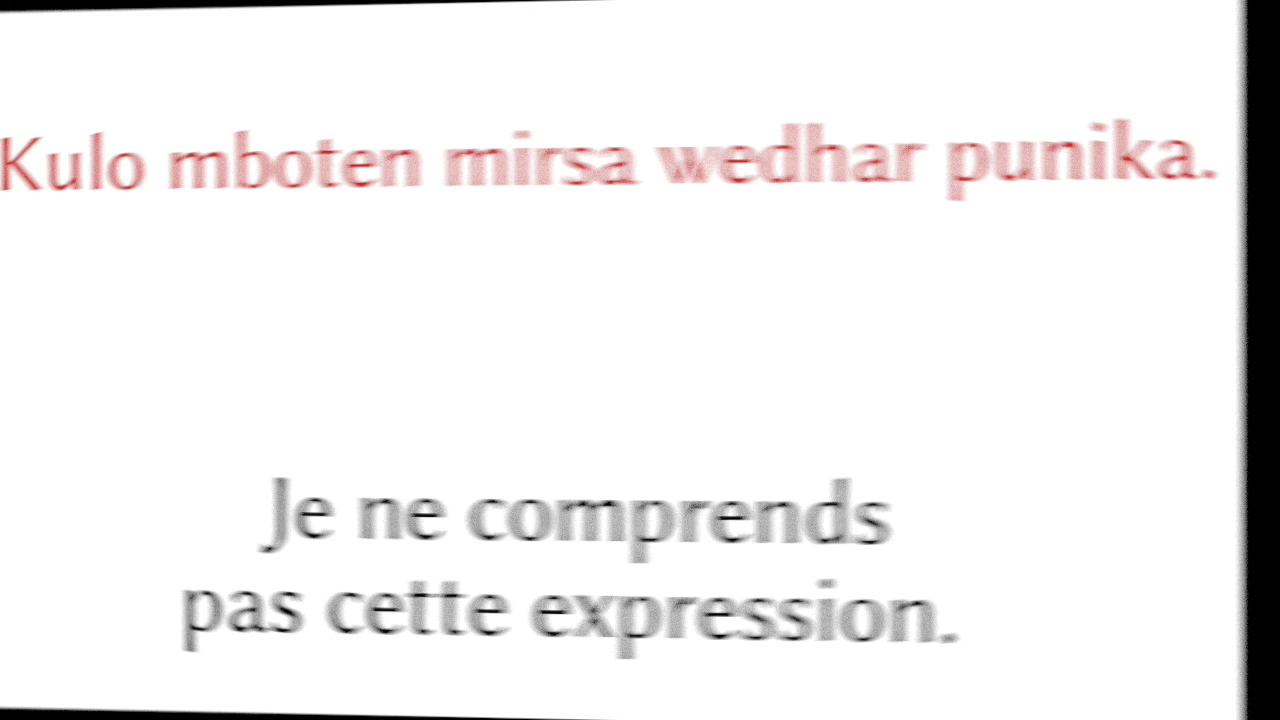 Kulo mboten mirsa wedhar punika.
Je ne comprends
pas cette expression.